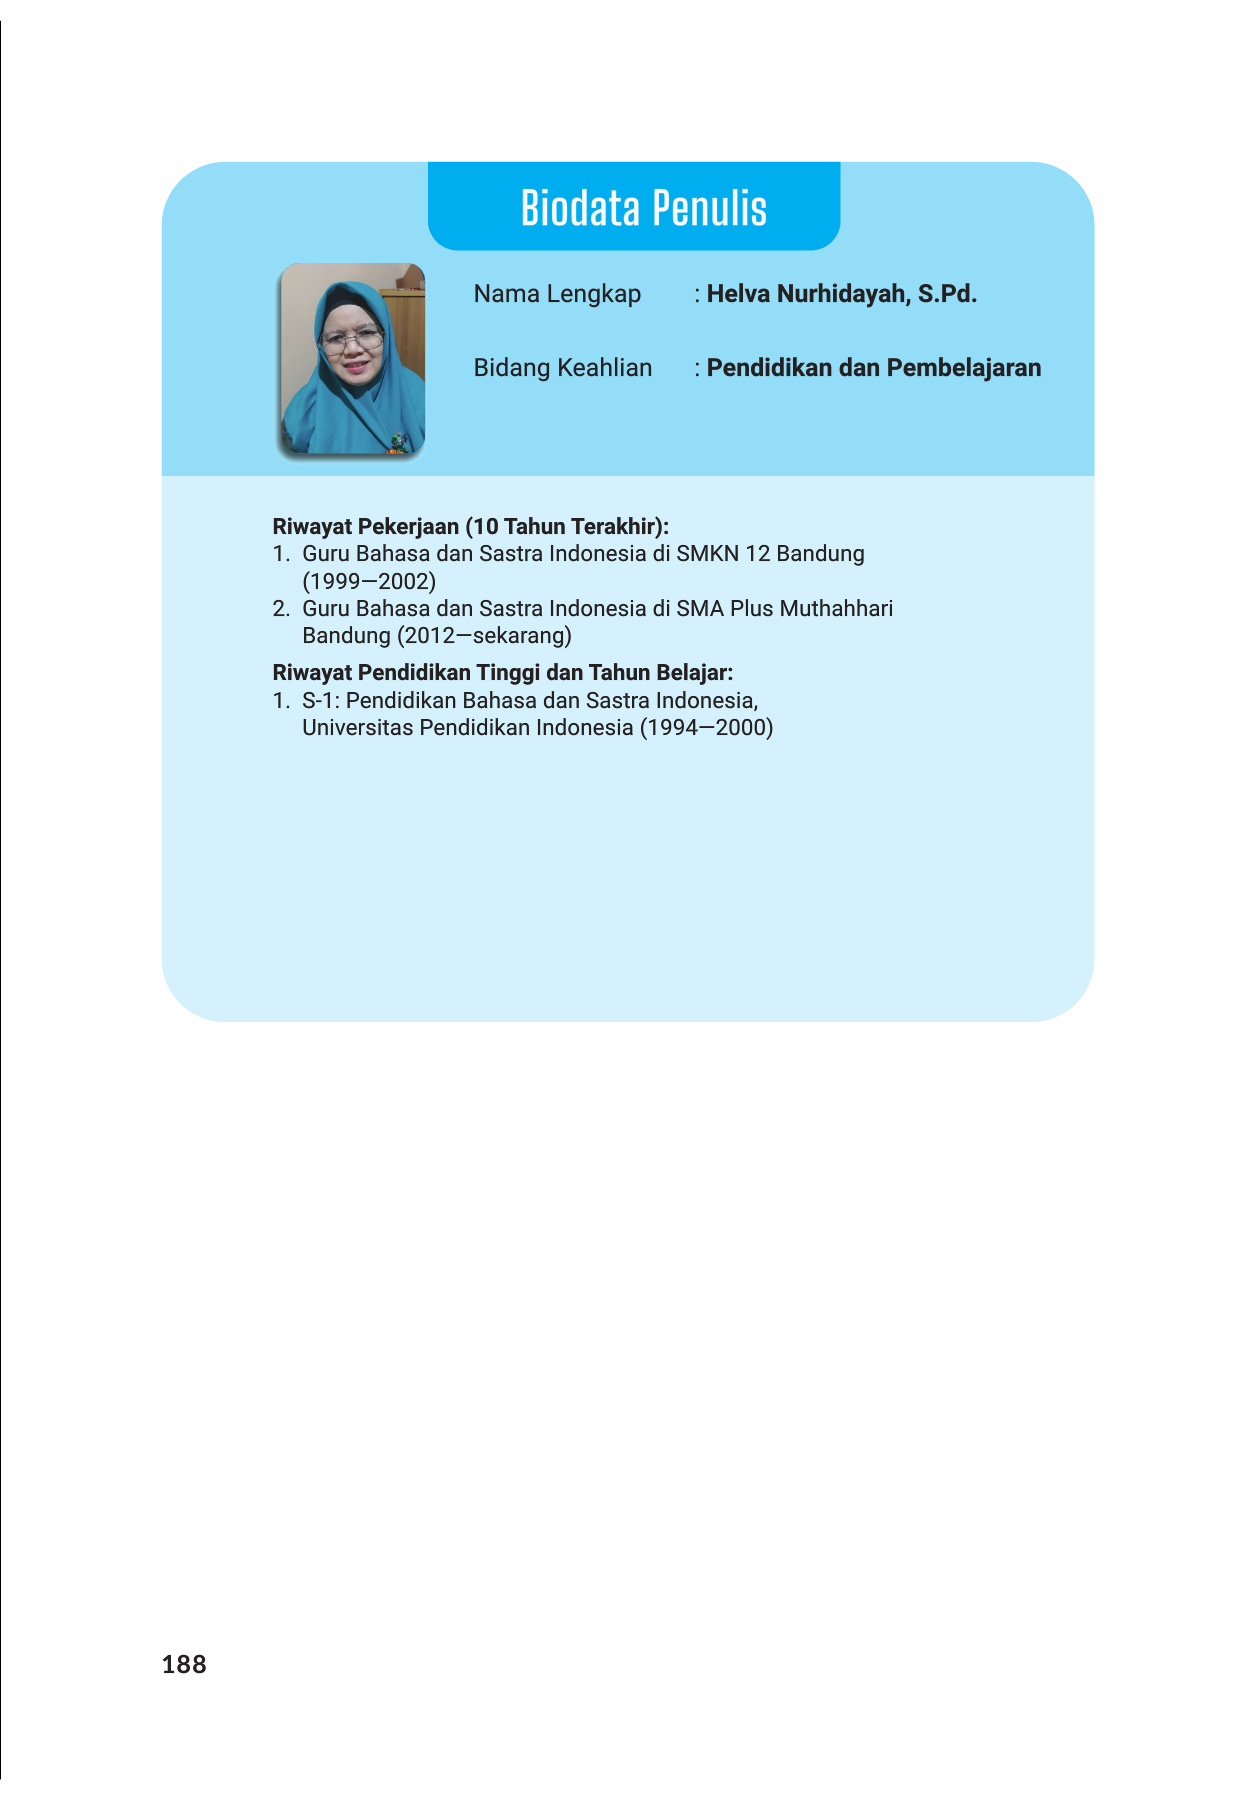 Biodata Penulis
Nama Lengkap : Helva Nurhidayah, S.Pd.
Bidang Keahlian : Pendidikan dan Pembelajaran
Riwayat Pekerjaan (10 Tahun Terakhir):
1. Guru Bahasa dan Sastra Indonesia di SMKN 12 Bandung
(1999—2002)
2. Guru Bahasa dan Sastra Indonesia di SMA Plus Muthahhari
Bandung (2012—sekarang)
Riwayat Pendidikan Tinggi dan Tahun Belajar:
1. S-1: Pendidikan Bahasa dan Sastra Indonesia,
Universitas Pendidikan Indonesia (1994—2000)
188